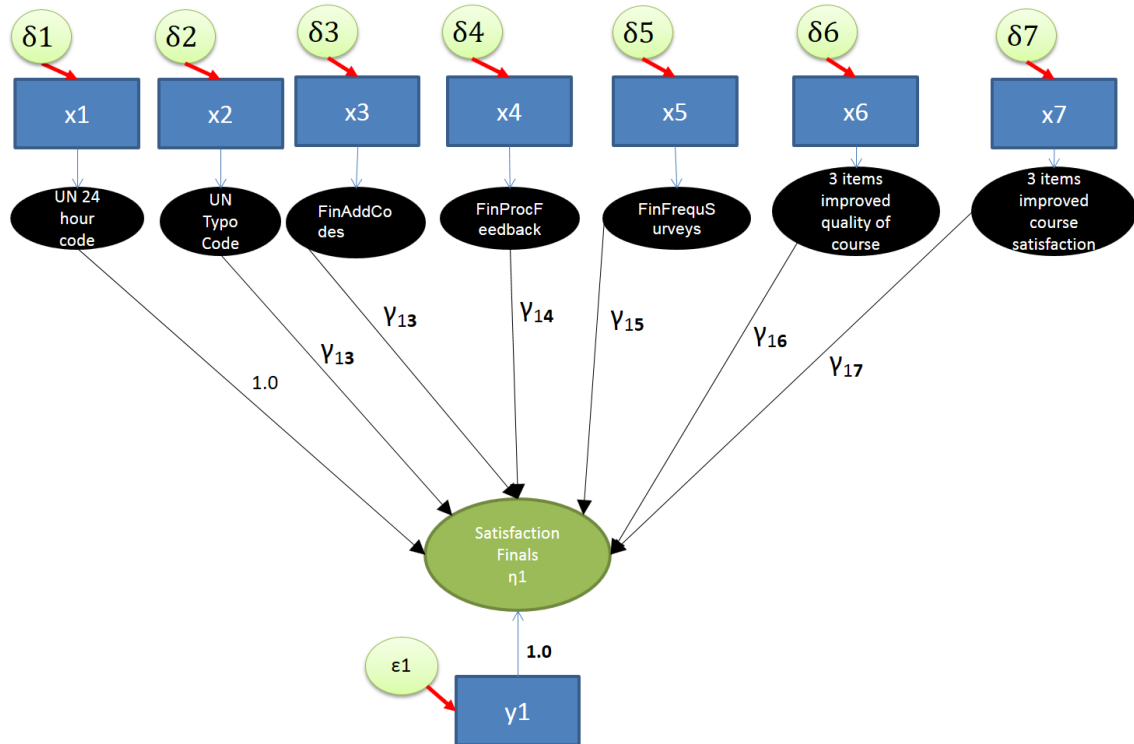 δ1
δ2
δ3
δ4
δ5
δ6
δ7
x1
x2
x3
x4
x5
x6
x7
UN 24
hour
code
UN
Typo
Code
FinAddCo
des
FinProcF
eedback
FinFrequS
urveys
3 items
improved
quality of
course
3 items
improved
course
satisfaction
1.0
γ13
γ13
γ14
γ15
γ16
γ17
Satisfaction
Finals
η1
1.0
ε1
y1